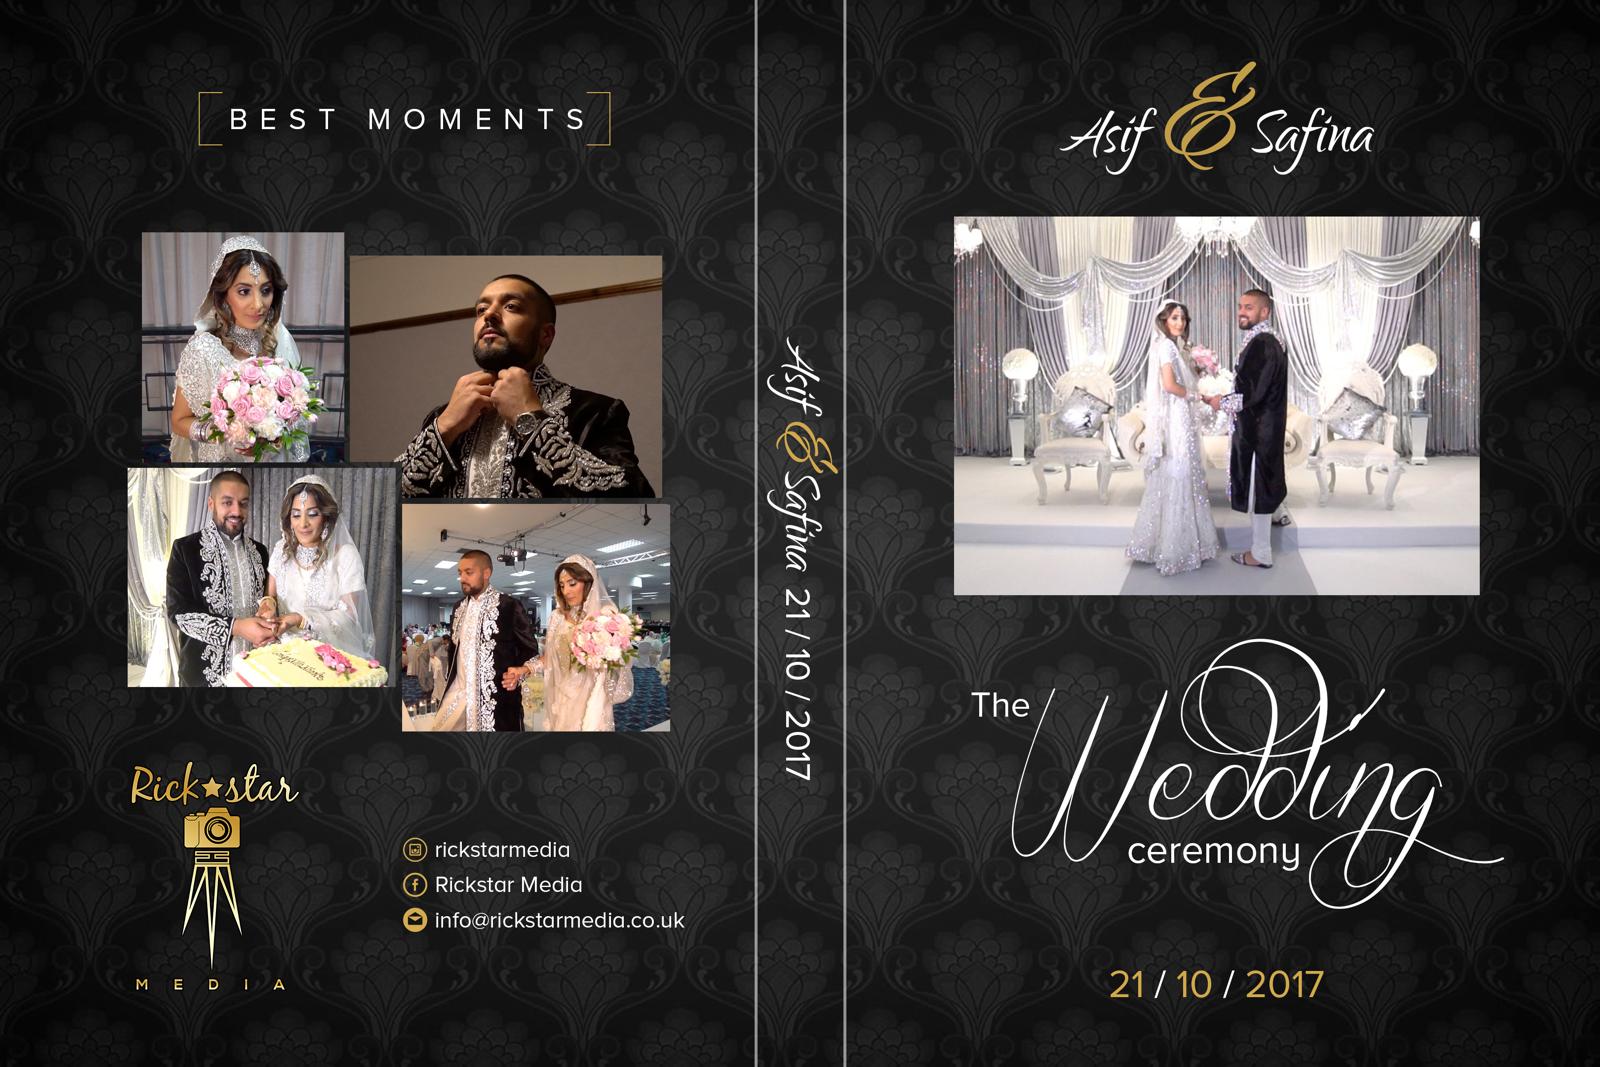 BEST MOMENTS
Congratulations
Rick★star
MEDIA
rickstarmedia
Rickstar Media
info@rickstarmedia.co.uk
Asif & Safina 21 / 10 / 2017
Asif & Safina
The Wedding
ceremony
21 / 10 / 2017